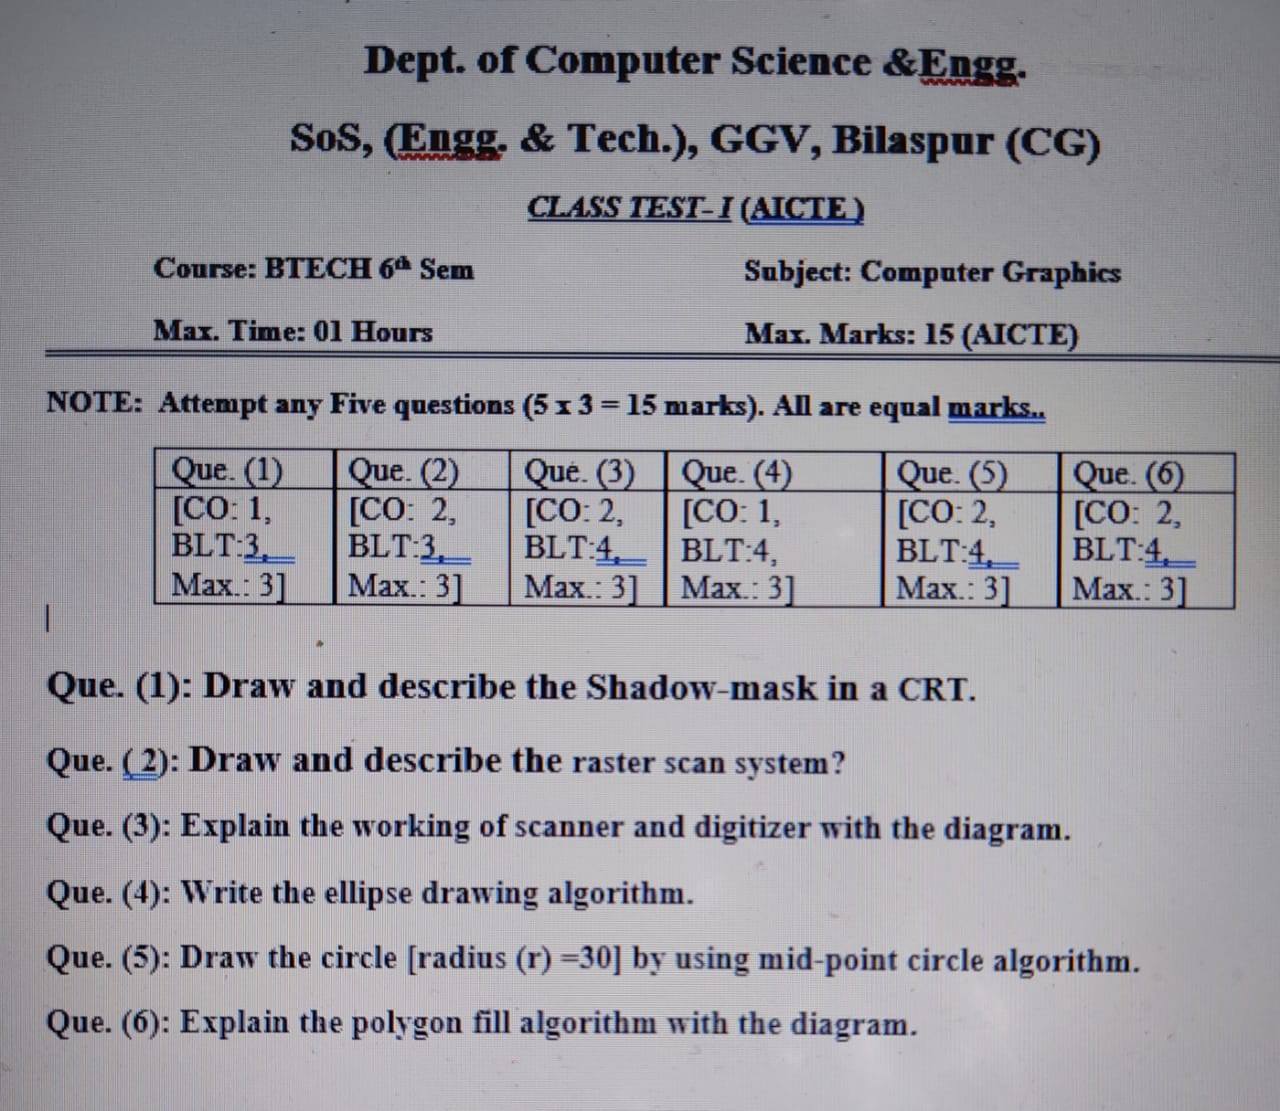 Dept. of Computer Science &Engg.
SoS, (Engg. & Tech.), GGV, Bilaspur (CG)
CLASS TEST- I (AICTE )
Course: BTECH 6th Sem Subject: Computer Graphics
Max. Time: 01 Hours Max. Marks: 15 (AICTE)
NOTE: Attempt any Five questions (5 x 3 = 15 marks). All are equal marks..
Que. (1) Que. (2) Que. (3) Que. (4) Que. (5) Que. (6)
[CO: 1, [CO: 2, [CO: 2, [CO: 1, [CO: 2, [CO: 2,
BLT:3, BLT:3, BLT:4, BLT:4, BLT:4, BLT:4,
Max.: 3] Max.: 3] Max.: 3] Max.: 3] Max.: 3] Max.: 3]
Que. (1): Draw and describe the Shadow-mask in a CRT.
Que. ( 2): Draw and describe the raster scan system?
Que. (3): Explain the working of scanner and digitizer with the diagram.
Que. (4): Write the ellipse drawing algorithm.
Que. (5): Draw the circle [radius (r) =30] by using mid-point circle algorithm.
Que. (6): Explain the polygon fill algorithm with the diagram.